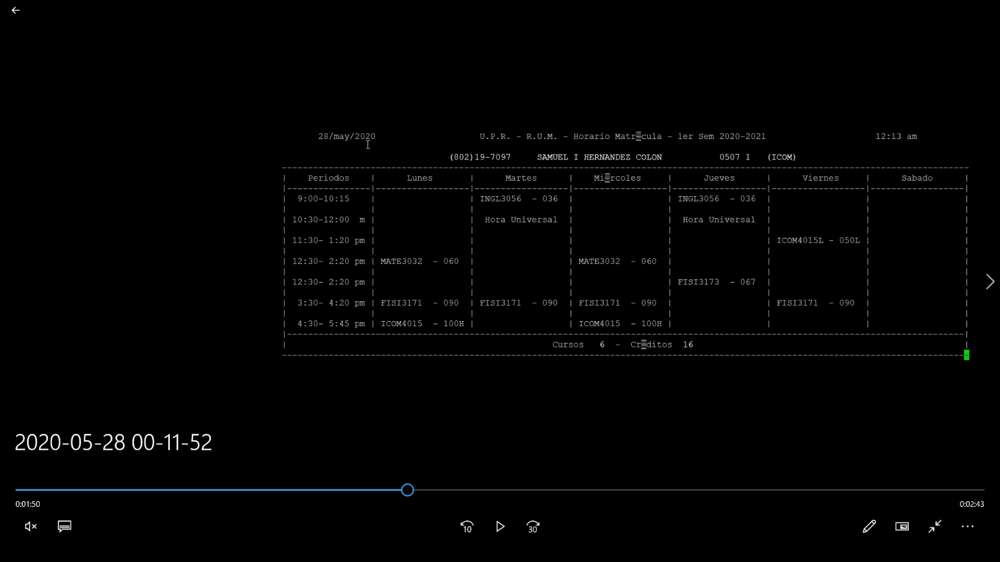 28/may/2020 U.P.R. - R.U.M. - Horario Matr cula - 1er Sem 2020-2021 12:13 am
(802)19-7097 SAMUEL I HERNANDEZ COLON 0507 1 (ICOM)
| Periodos | Lunes | Martes | Mi rcoles | Jueves | Viernes | Sabado |
| 9:00-10:15 | | INGL3056 - 036 | | INGL3056 - 036 | | |
| 10:30-12:00 m | | Hora Universal | | Hora Universal | | |
| 11:30- 1:20 pm | | | | | ICOM4015L - 050L | |
| 12:30- 2:20 pm | MATE3032 - 060 | | MATE3032 - 060 | | | |
| 12:30- 2:20 pm | | | | FISI3173 - 067 | | |
| 3:30- 4:20 pm | FISI3171 - 090 | FISI3171 - 090 | FISI3171 - 090 | | FISI3171 - 090 | |
| 4:30- 5:45 pm | ICOM4015 - 100H | | ICOM4015 - 100H | | | |
| Cursos 6 - Cr ditos 16 |
2020-05-28 00-11-52
0:01:50 0:02:43
10 30